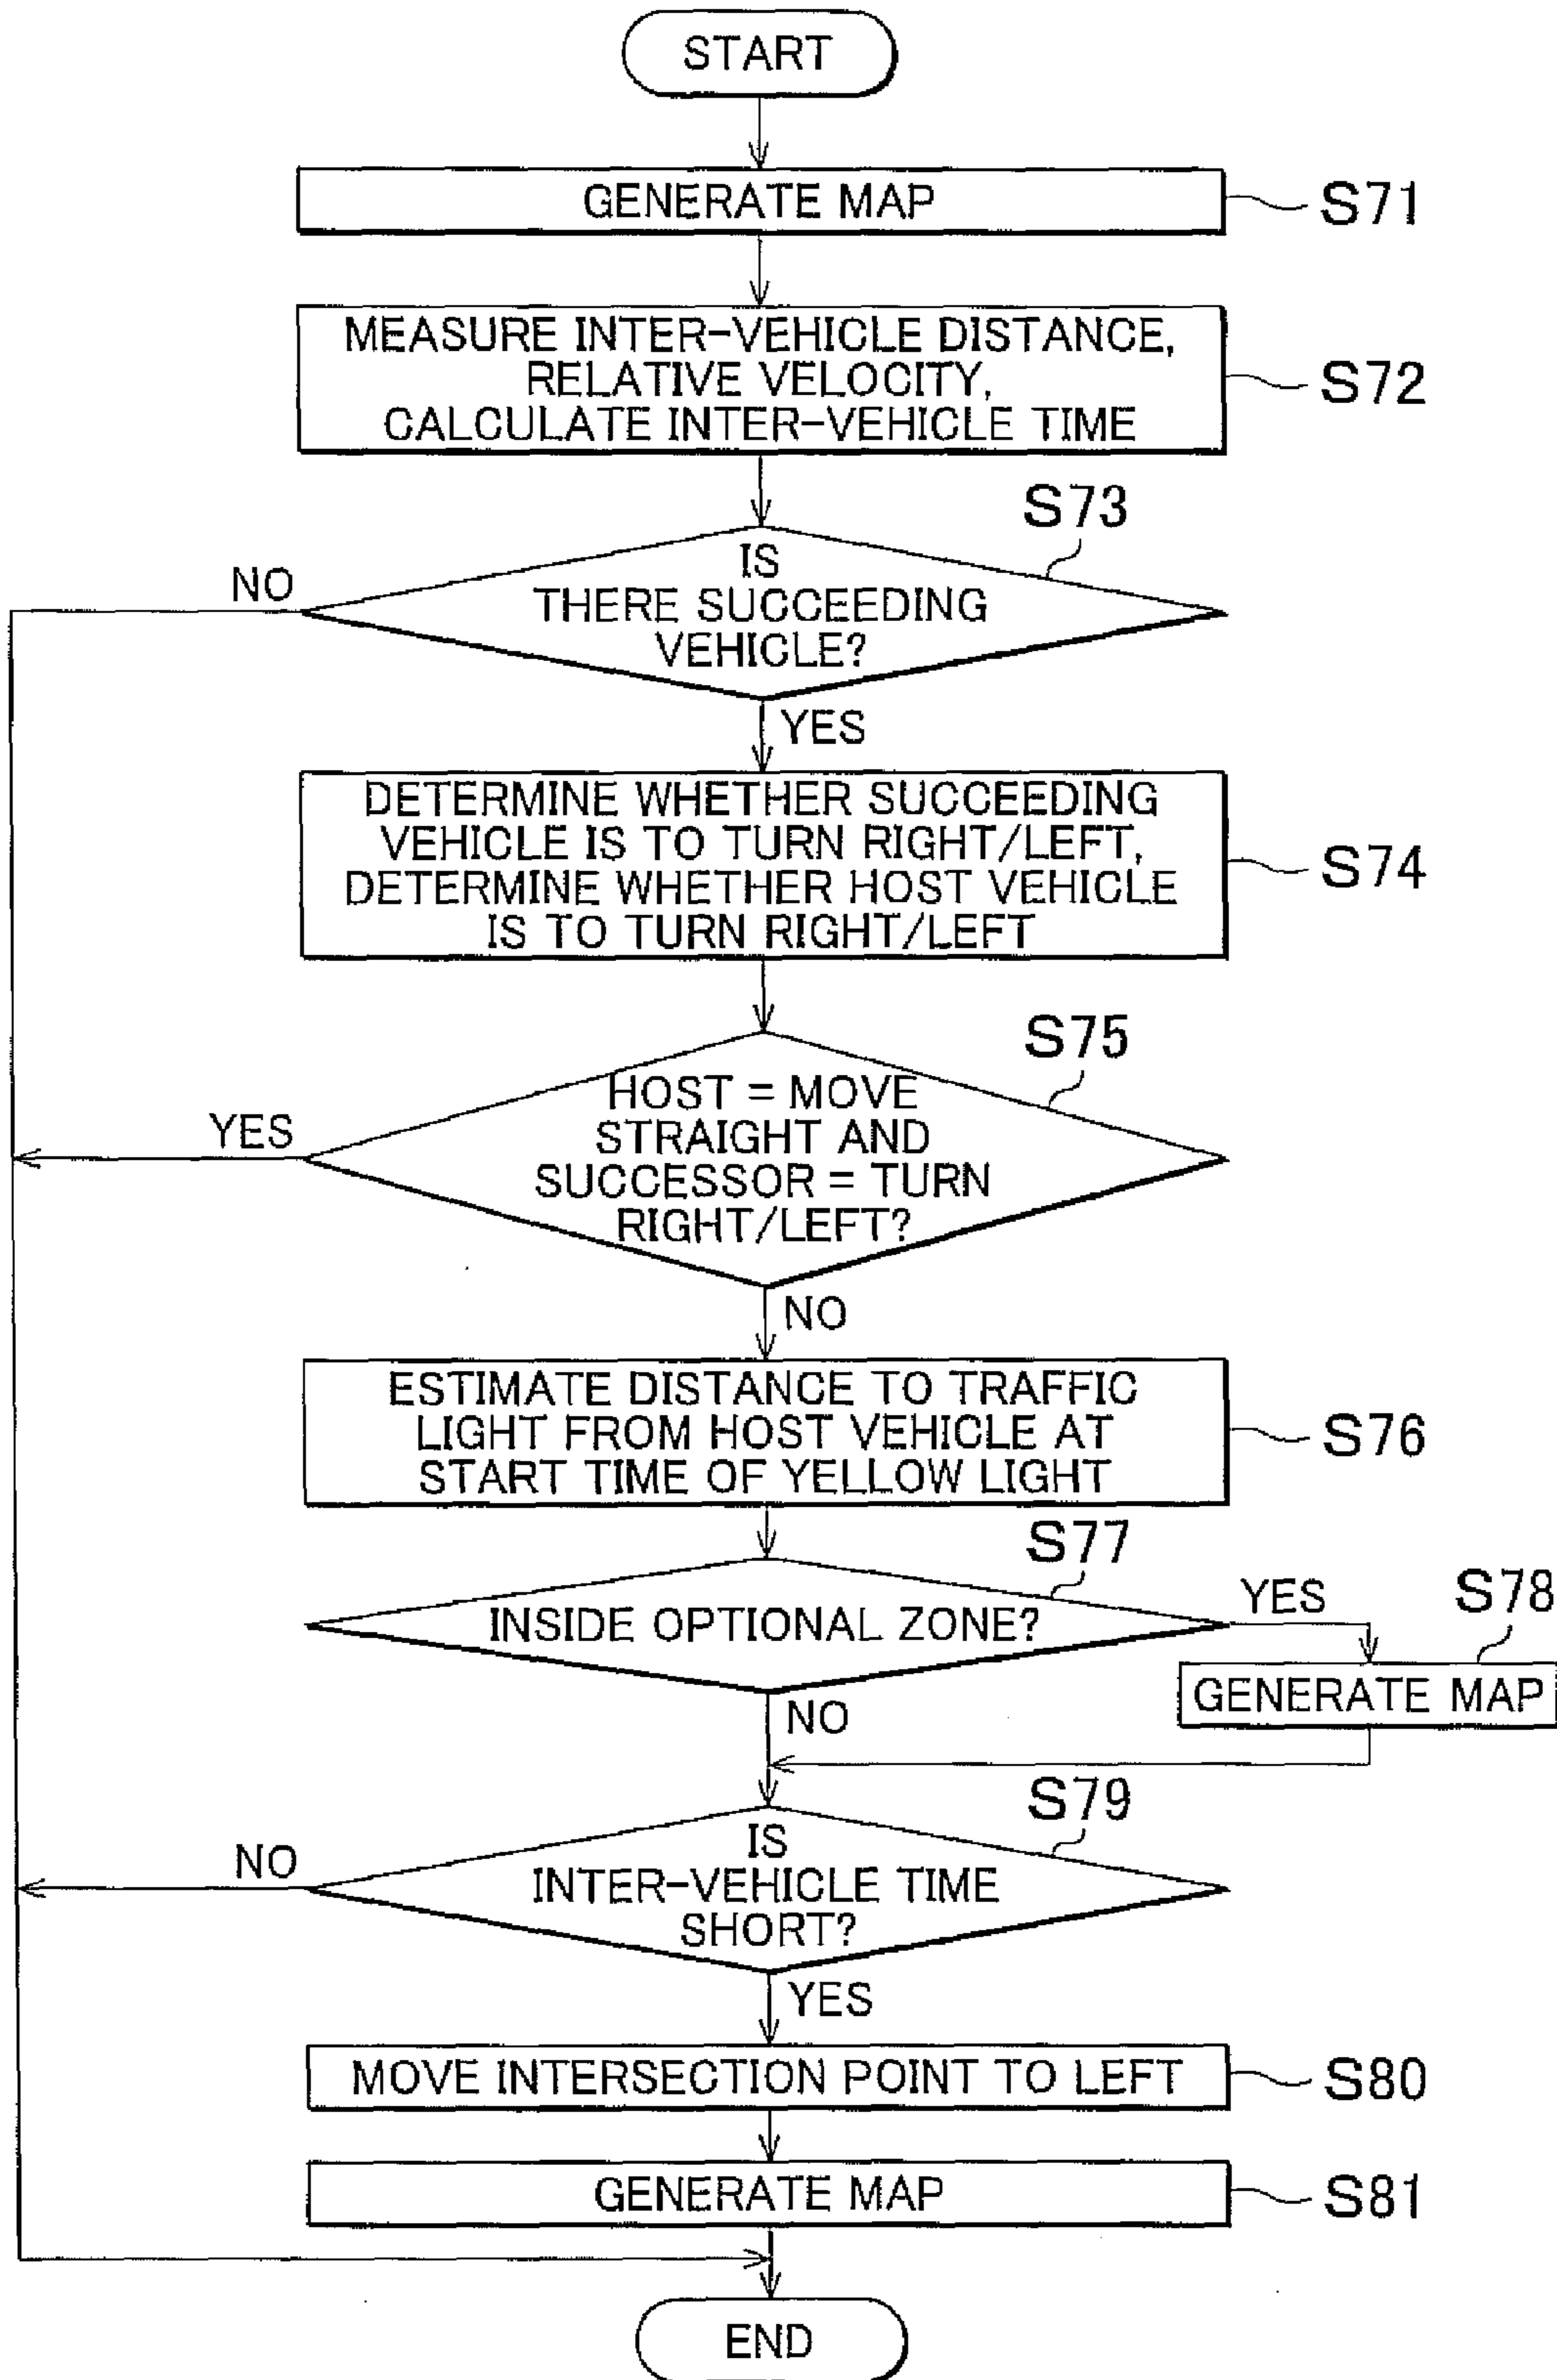 START
GENERATE MAP
S71
MEASURE INTER-VEHICLE DISTANCE,
RELATIVE VELOCITY,
CALCULATE INTER-VEHICLE TIME
S72
S73
IS
THERE SUCCEEDING
VEHICLE?
NO
YES
DETERMINE WHETHER SUCCEEDING
VEHICLE IS TO TURN RIGHT/LEFT,
DETERMINE WHETHER HOST VEHICLE
IS TO TURN RIGHT/LEFT
S74
S75
HOST = MOVE
STRAIGHT AND
SUCCESSOR = TURN
RIGHT/LEFT?
YES
NO
ESTIMATE DISTANCE TO TRAFFIC
LIGHT FROM HOST VEHICLE AT
START TIME OF YELLOW LIGHT
S76
S77
INSIDE OPTIONAL ZONE?
YES
S78
GENERATE MAP
NO
S79
IS
INTER-VEHICLE TIME
SHORT?
NO
YES
MOVE INTERSECTION POINT TO LEFT
S80
GENERATE MAP
S81
END